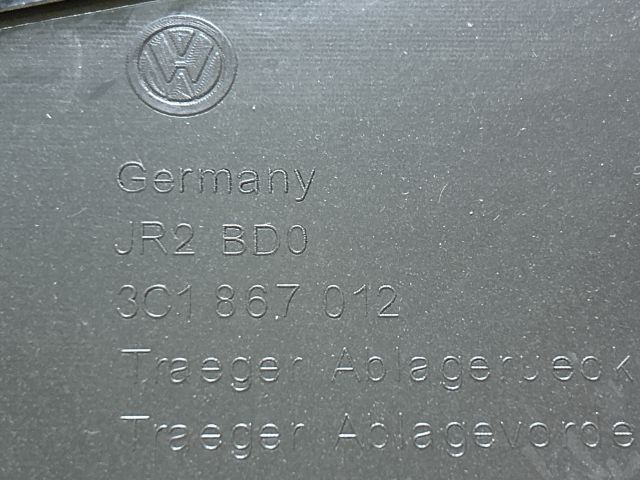 Germany
JR2 BD0
3C1 867 012
Traeger Ablagerueck
Traeger Ablagevorde